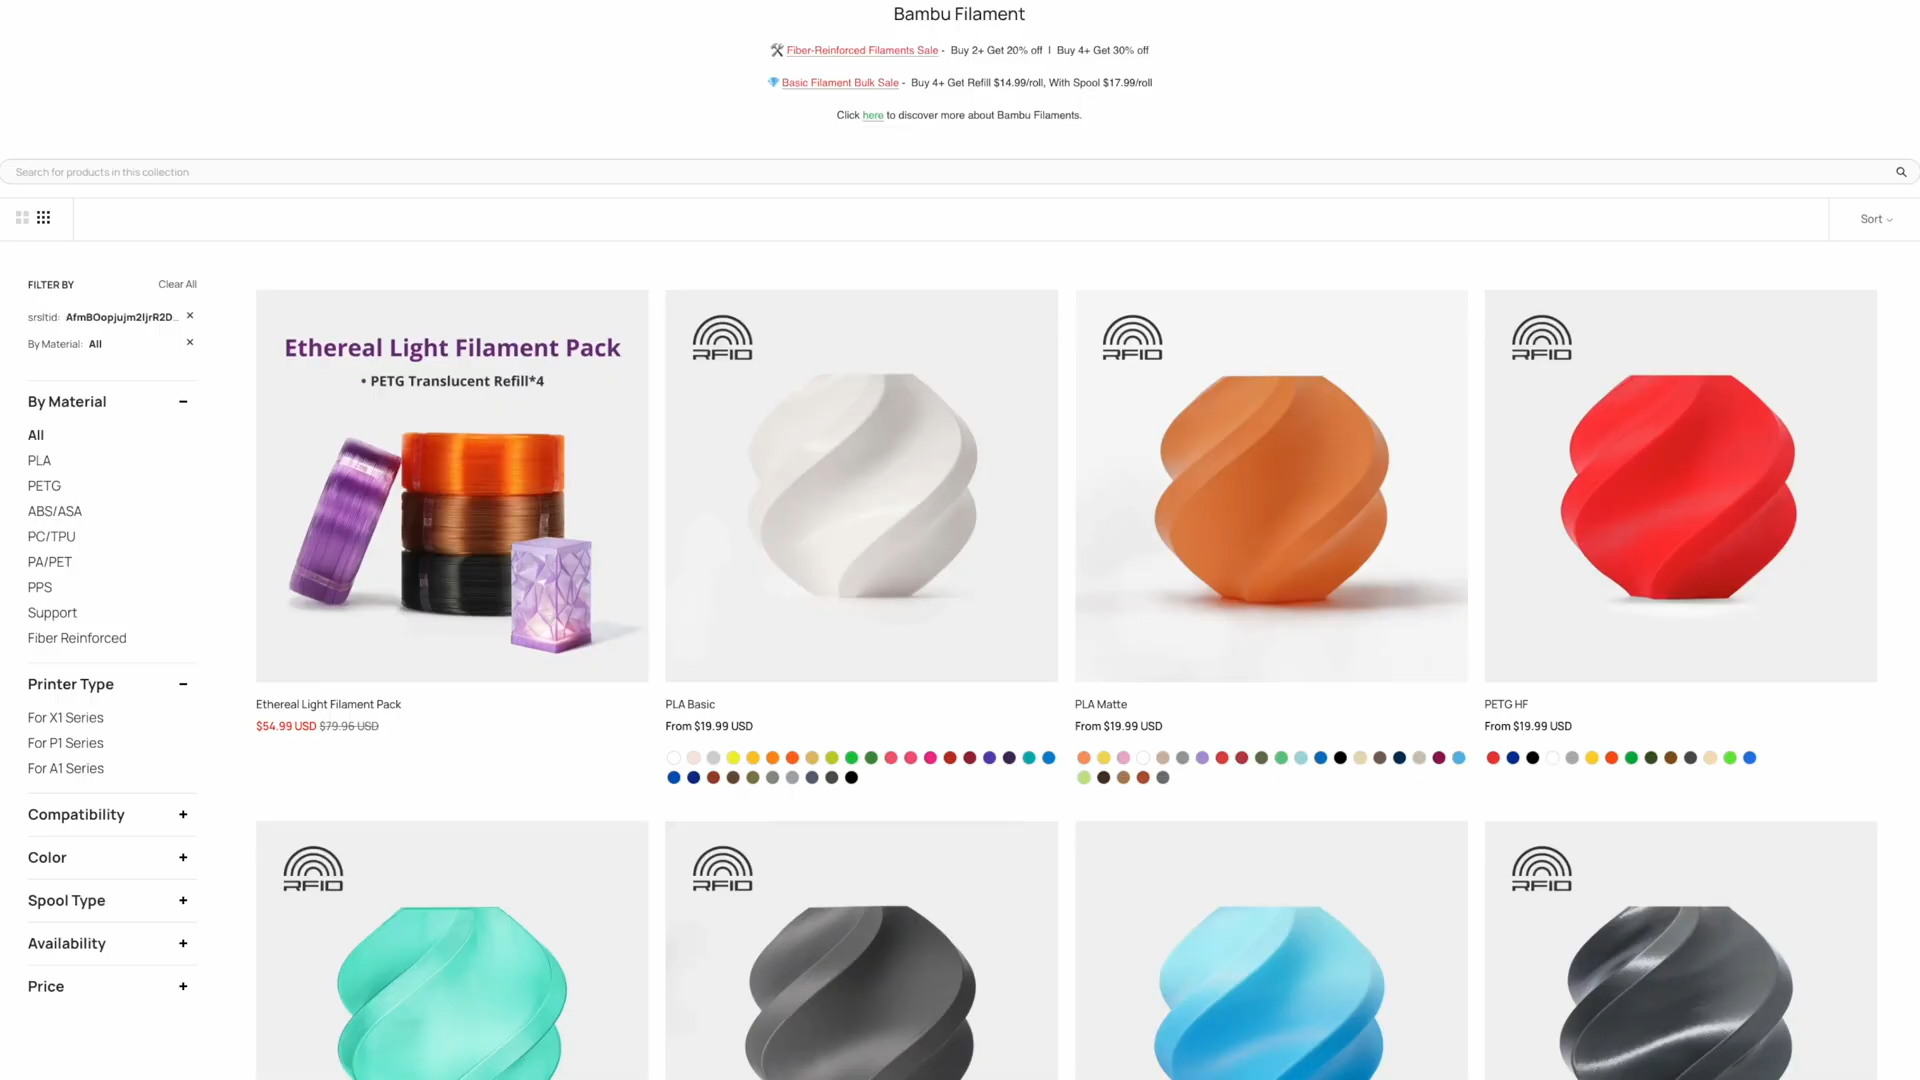 Bambu Filament
Fiber-Reinforced Filaments Sale - Buy 2+ Get 20% off I Buy 4+ Get 30% off
Basic Filament Bulk Sale - Buy 4+ Get Refill $14.99/roll, With Spool $17.99/roll
Click here to discover more about Bambu Filaments.
Search for products in this collection
Sort
FILTER BY Clear All
srsltid: AfmBOopjujm2ljrR2D...
By Material: All
By Material
All
PLA
PETG
ABS/ASA
PC/TPU
PA/PET
PPS
Support
Fiber Reinforced
Printer Type
For X1 Series
For P1 Series
For A1 Series
Compatibility
Color
Spool Type
Availability
Price
Ethereal Light Filament Pack
• PETG Translucent Refill*4
Ethereal Light Filament Pack
$54.99 USD $79.96 USD
RFID
PLA Basic
From $19.99 USD
RFID
PLA Matte
From $19.99 USD
RFID
PETG HF
From $19.99 USD
RFID
RFID
RFID